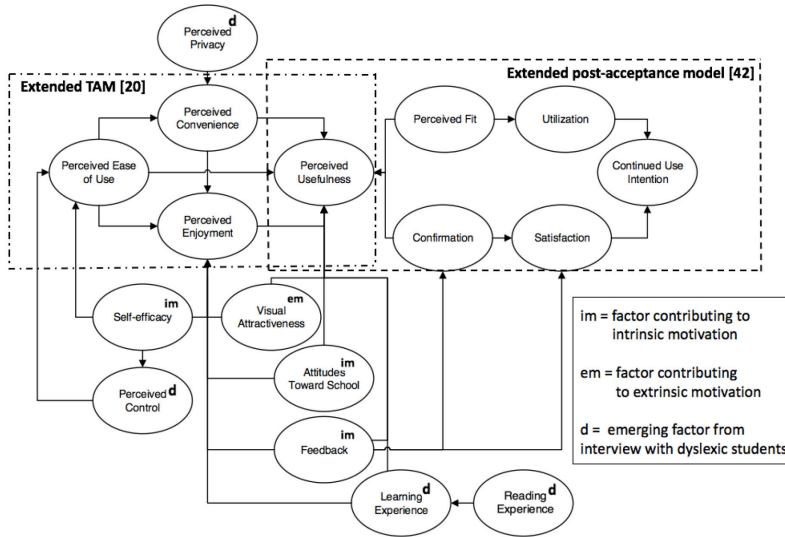 d
Perceived
Privacy
Extended TAM [20]
Extended post-acceptance model [42]
Perceived
Convenience
Perceived Fit
Utilization
Perceived Ease
of Use
Perceived
Usefulness
Continued Use
Intention
Perceived
Enjoyment
Confirmation
Satisfaction
im
Self-efficacy
em
Visual
Attractiveness
im = factor contributing to
intrinsic motivation
im
Attitudes
Toward School
em = factor contributing
to extrinsic motivation
d
Perceived
Control
im
Feedback
d = emerging factor from
interview with dyslexic students
d
Learning
Experience
d
Reading
Experience